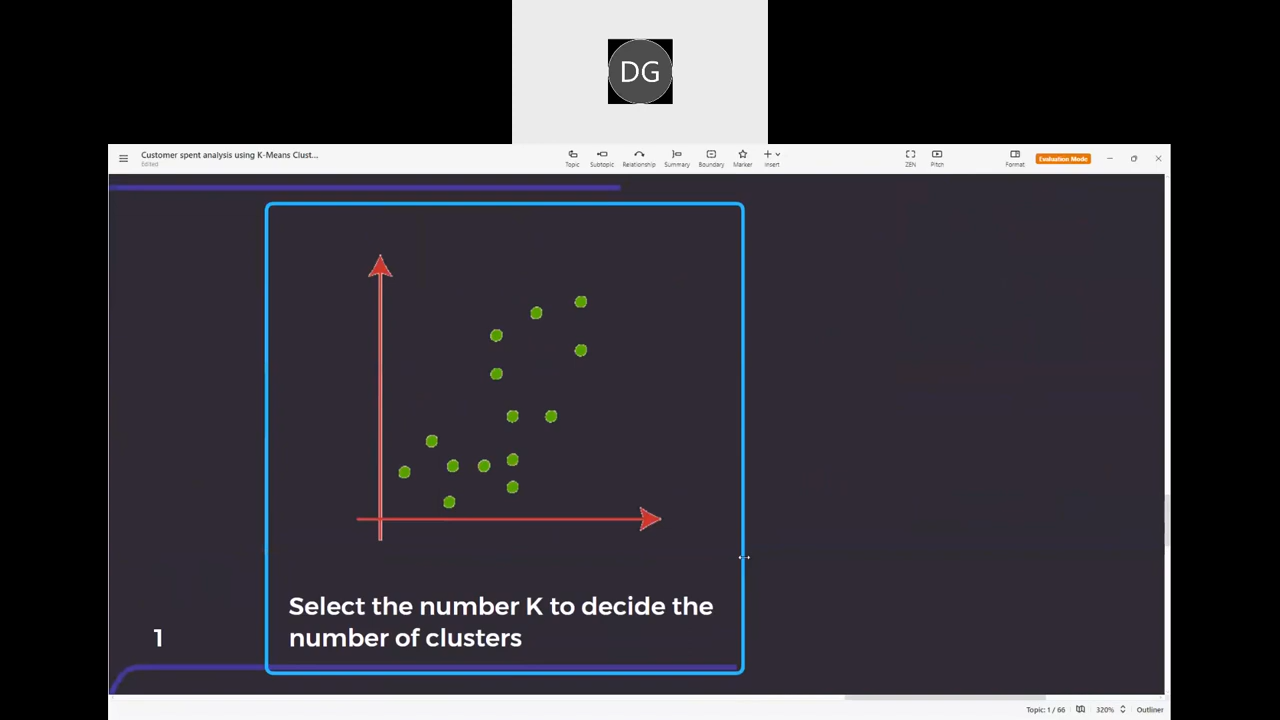 DG
Customer spent analysis using K-Means Clust...
Edited
Topic
Subtopic
Relationship
Summary
Boundary
Marker
Insert
ZEN
Pitch
Format
Evaluation Mode
Select the number K to decide the
number of clusters
1
Topic: 1 / 66
320%
Outliner